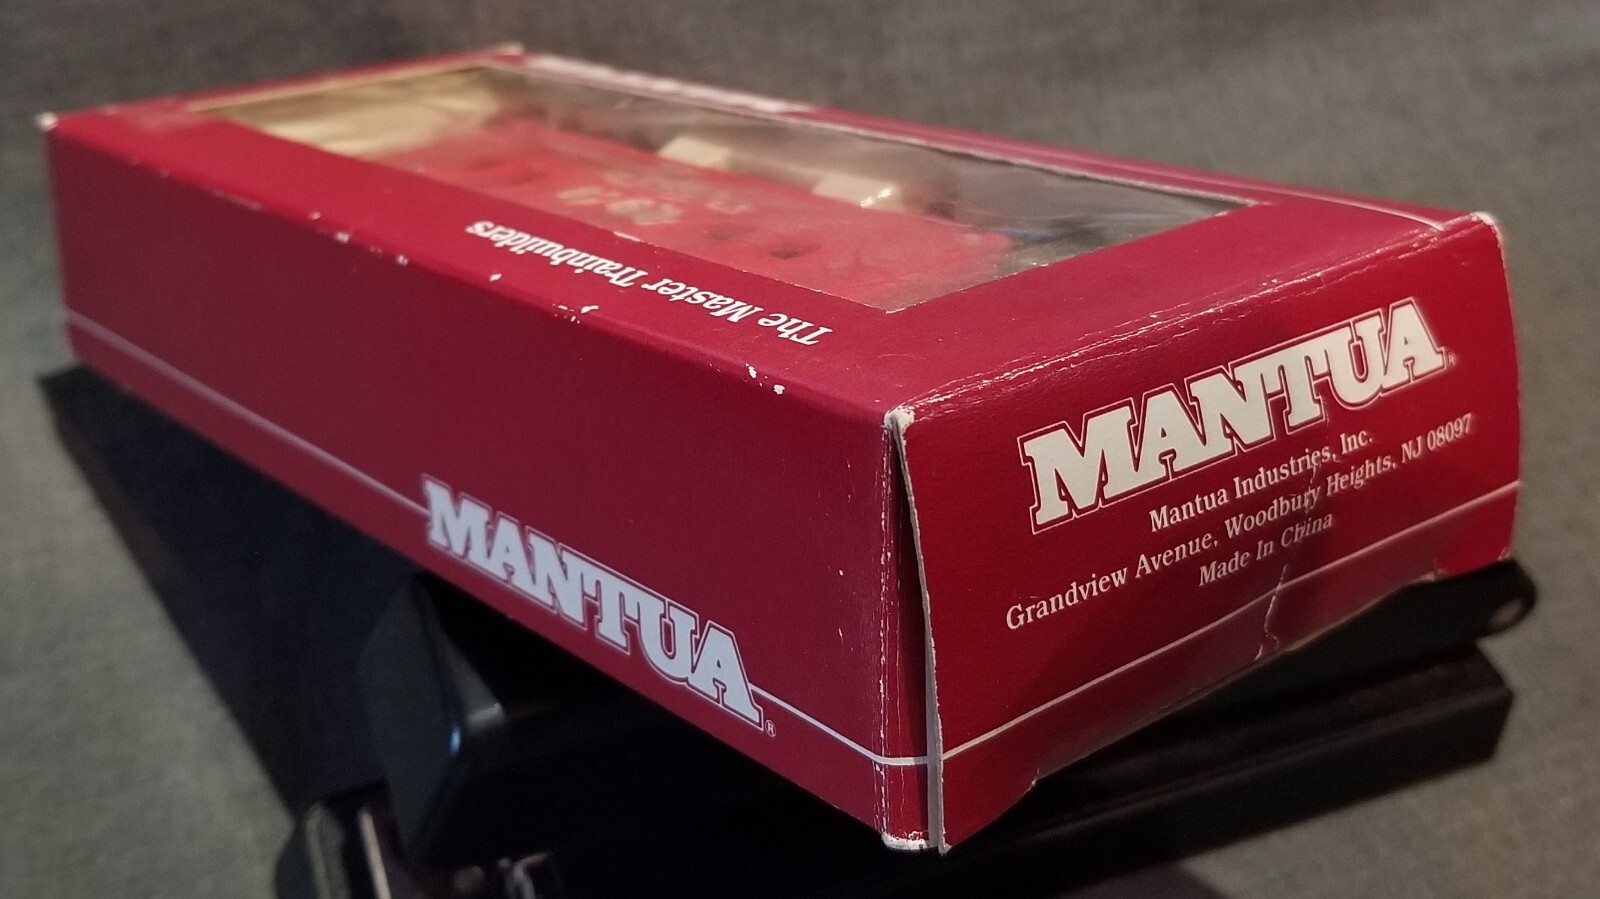 The Master Trainbuilders
MANTUA®
MANTUA®
Mantua Industries, Inc.
Grandview Avenue, Woodbury Heights, NJ 08097
Made In China